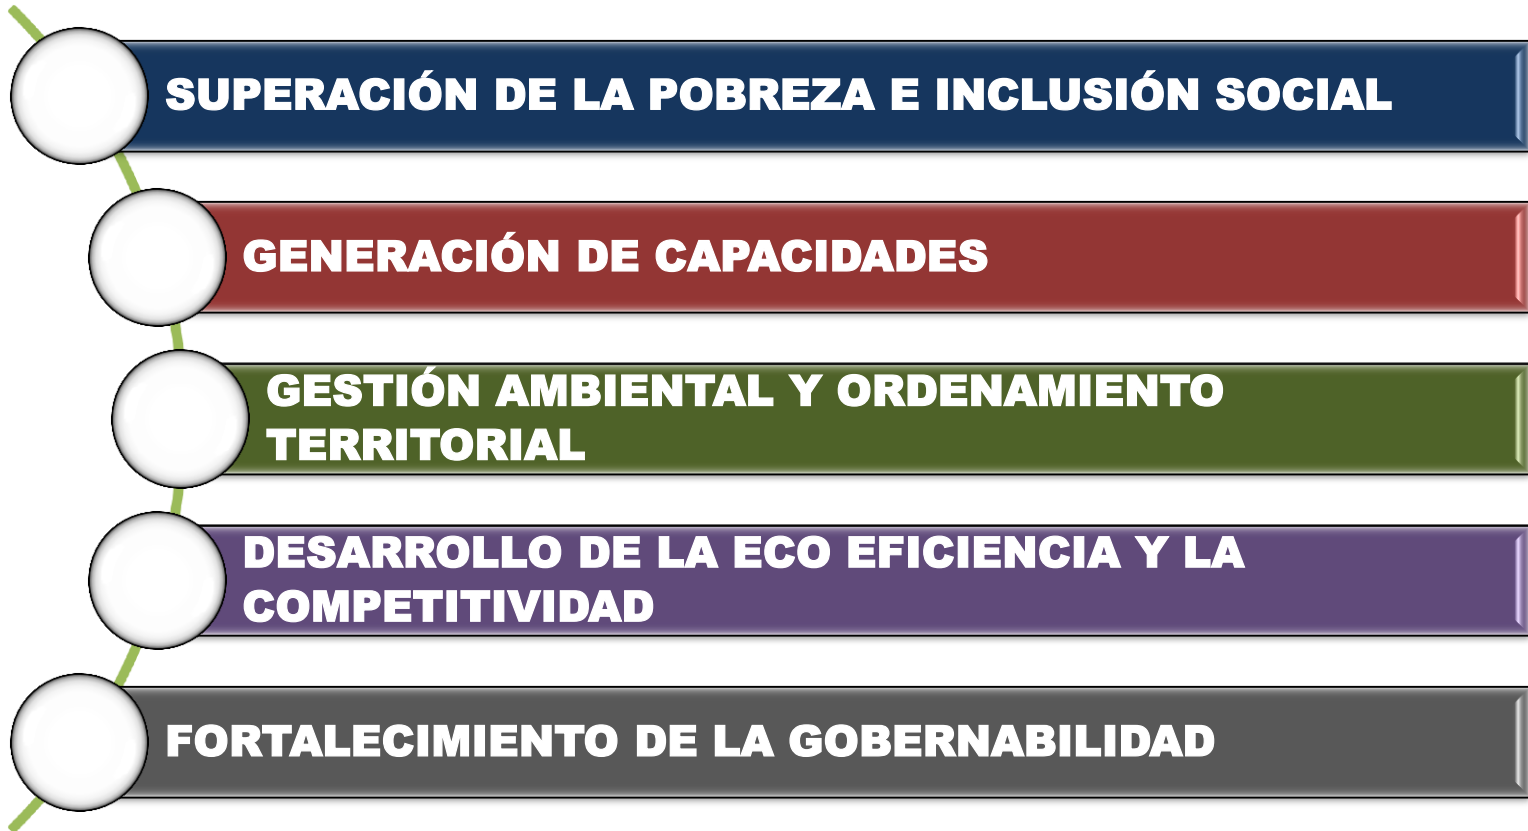 SUPERACIÓN DE LA POBREZA E INCLUSIÓN SOCIAL
GENERACIÓN DE CAPACIDADES
GESTIÓN AMBIENTAL Y ORDENAMIENTO
TERRITORIAL
DESARROLLO DE LA ECO EFICIENCIA Y LA
COMPETITIVIDAD
FORTALECIMIENTO DE LA GOBERNABILIDAD